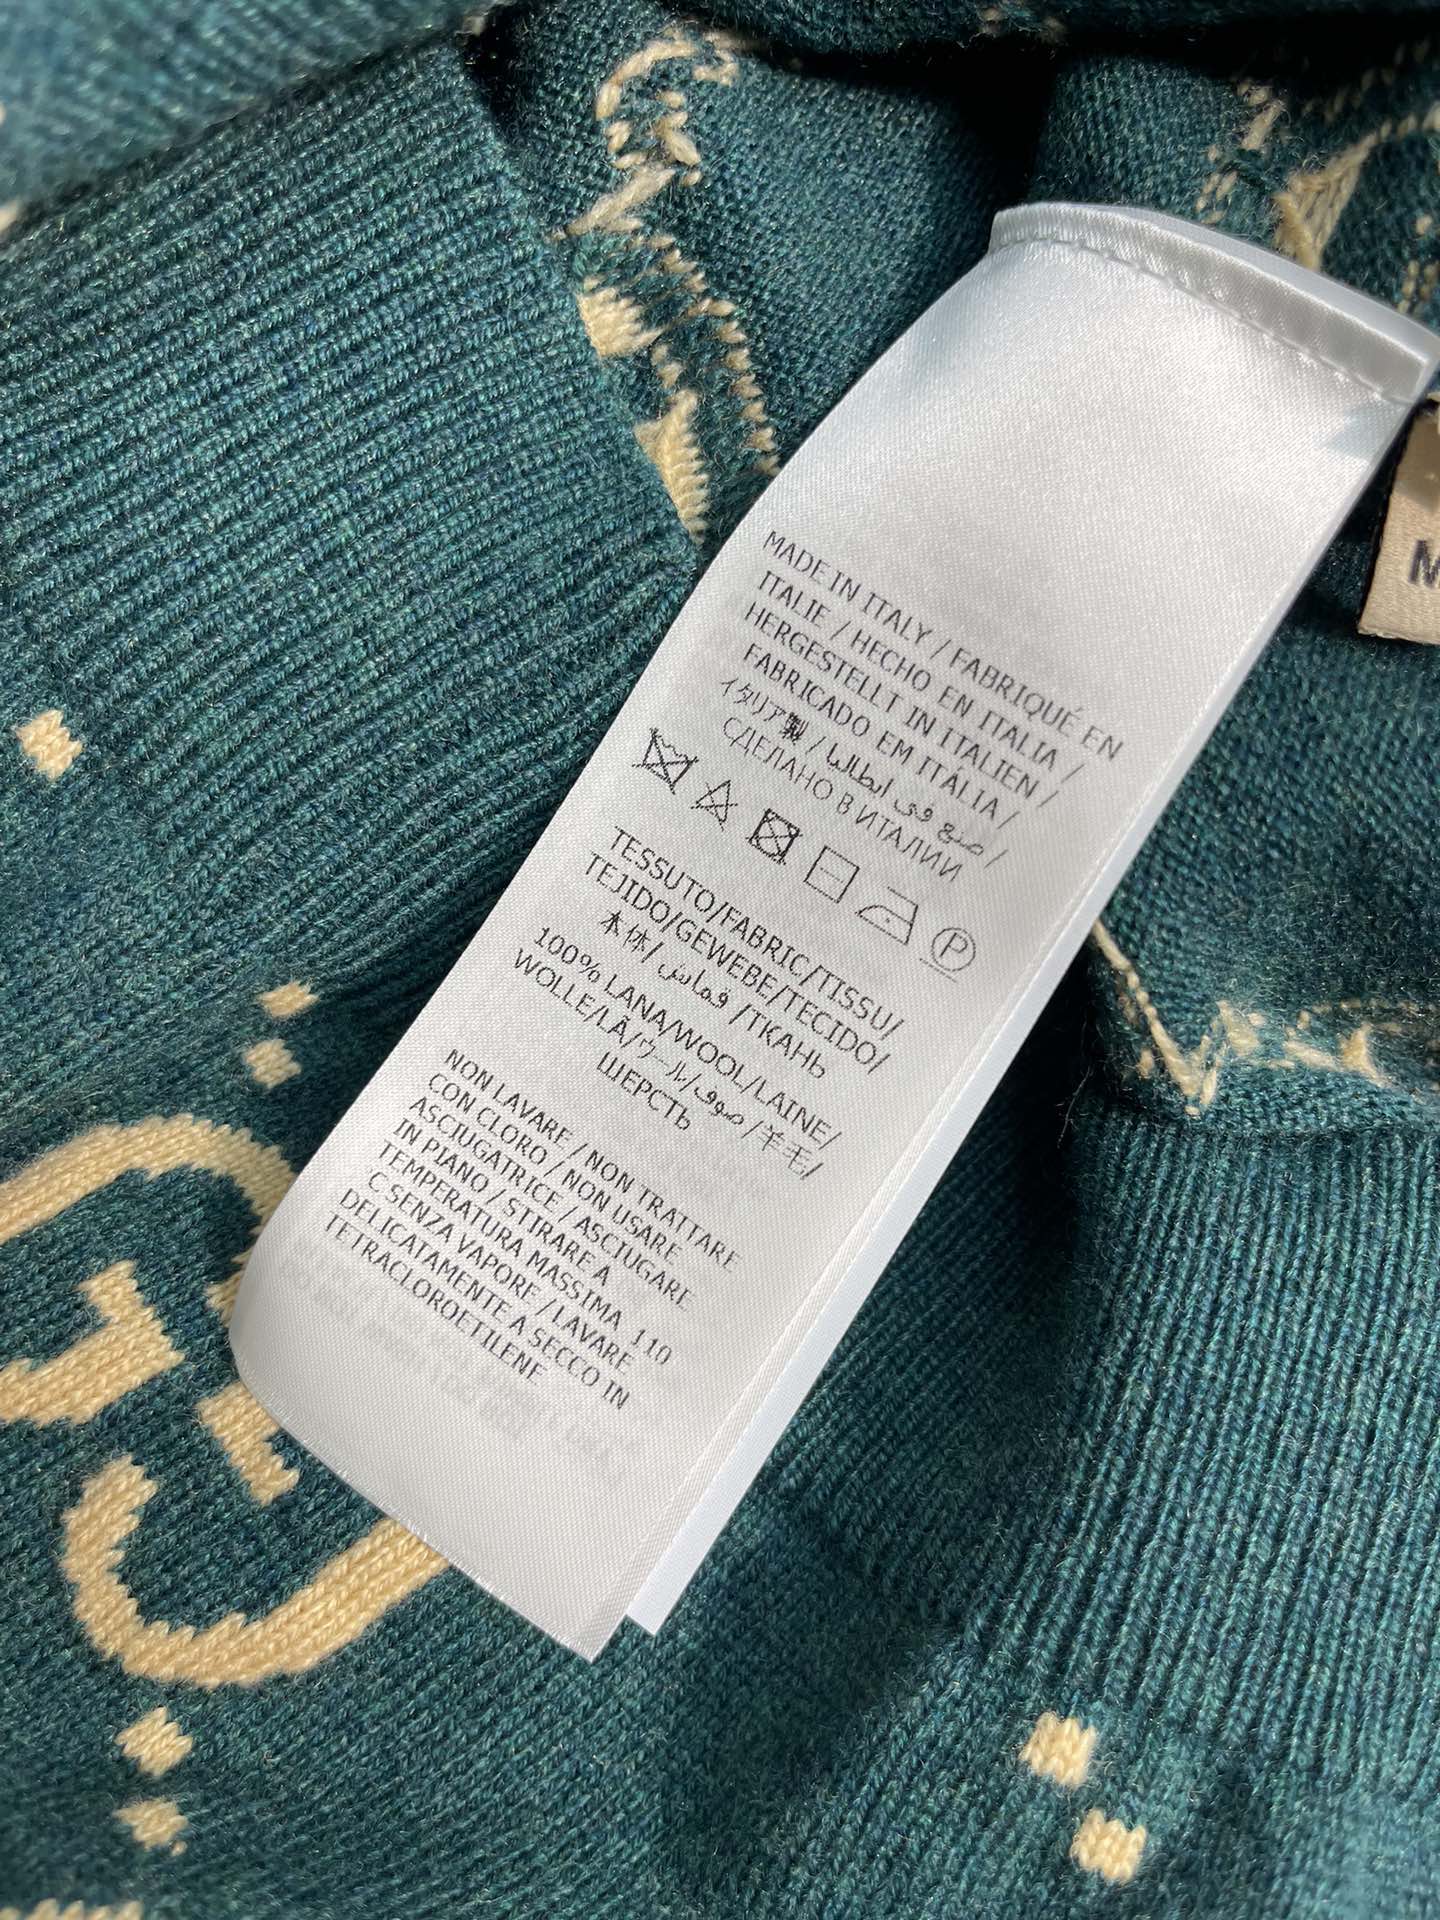 MADE IN ITALY / FABRIQUÉ EN
ITALIE / HECHO EN ITALIA /
HERGESTELLT IN ITALIEN /
FABRICADO EM ITÁLIA /
イタリア製 / صنع في ايطاليا /
СДЕЛАНО В ИТАЛИИ
P
TESSUTO/FABRIC/TISSU/
TEJIDO/GEWEBE/TECIDO/
本体/ قماش /ТКАНЬ
100% LANA/WOOL/LAINE/
WOLLE/LÃ/ウール/صوف /羊毛/
ШЕРСТЬ
NON LAVARE / NON TRATTARE
CON CLORO / NON USARE
ASCIUGATRICE / ASCIUGARE
IN PIANO / STIRARE A
TEMPERATURA MASSIMA 110
C SENZA VAPORE / LAVARE
DELICATAMENTE A SECCO IN
TETRACLOROETILENE
M